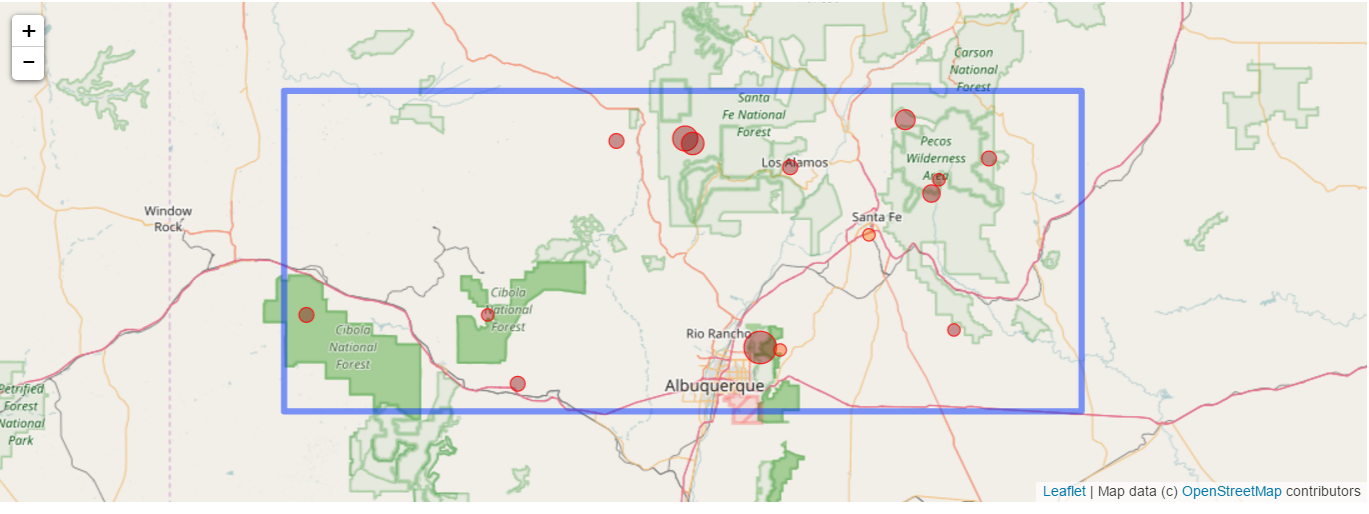 +
−
Carson
National
Forest
Santa
Fe National
Forest
Pecos
Wilderness
Area
Los Alamos
Window
Rock
Santa Fe
Cibola
National
Forest
Cibola
National
Forest
Rio Rancho
Albuquerque
Petrified
Forest
National
Park
Leaflet | Map data (c) OpenStreetMap contributors